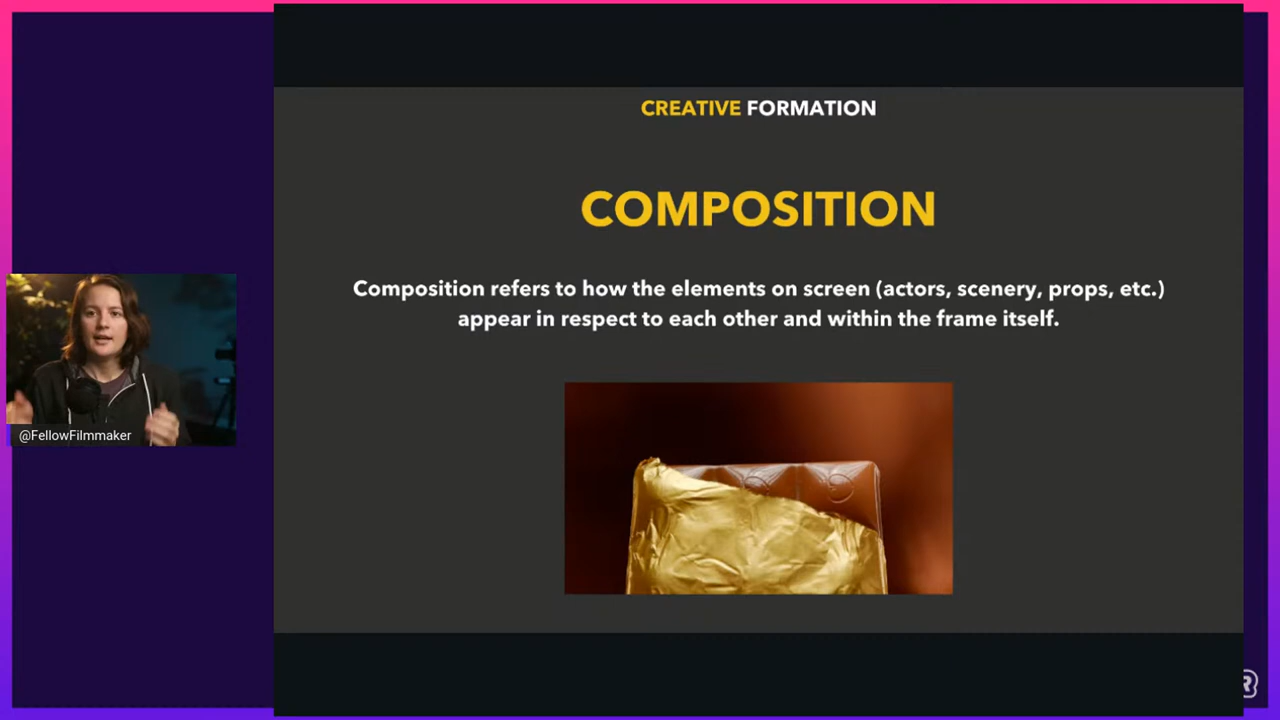 CREATIVE FORMATION
COMPOSITION
Composition refers to how the elements on screen (actors, scenery, props, etc.)
appear in respect to each other and within the frame itself.
@FellowFilmmaker
R